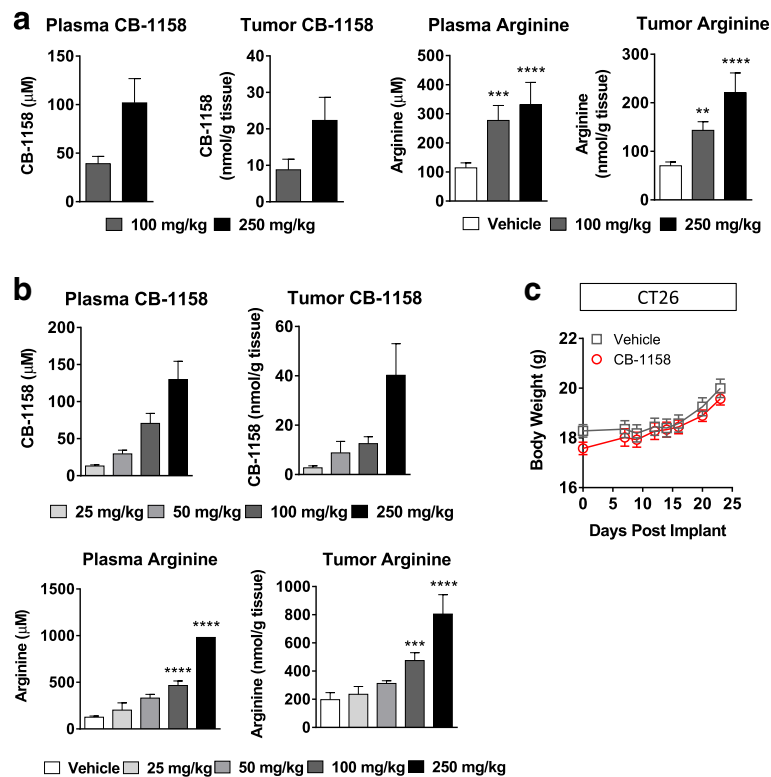 a
Plasma CB-1158
CB-1158 (μM)
150
100
50
0
Tumor CB-1158
CB-1158
(nmol/g tissue)
40
30
20
10
0
100 mg/kg 250 mg/kg
Plasma Arginine
Arginine (μM)
500
400
300
200
100
0
***
****
Tumor Arginine
Arginine
(nmol/g tissue)
300
200
100
0
**
****
Vehicle 100 mg/kg 250 mg/kg
b
Plasma CB-1158
CB-1158 (μM)
200
150
100
50
0
Tumor CB-1158
CB-1158 (nmol/g tissue)
60
40
20
0
25 mg/kg 50 mg/kg 100 mg/kg 250 mg/kg
Plasma Arginine
Arginine (μM)
1500
1000
500
0
****
****
Tumor Arginine
Arginine (nmol/g tissue)
1000
800
600
400
200
0
***
****
Vehicle 25 mg/kg 50 mg/kg 100 mg/kg 250 mg/kg
c
CT26
Body Weight (g)
22
20
18
16
Vehicle
CB-1158
0 5 10 15 20 25
Days Post Implant